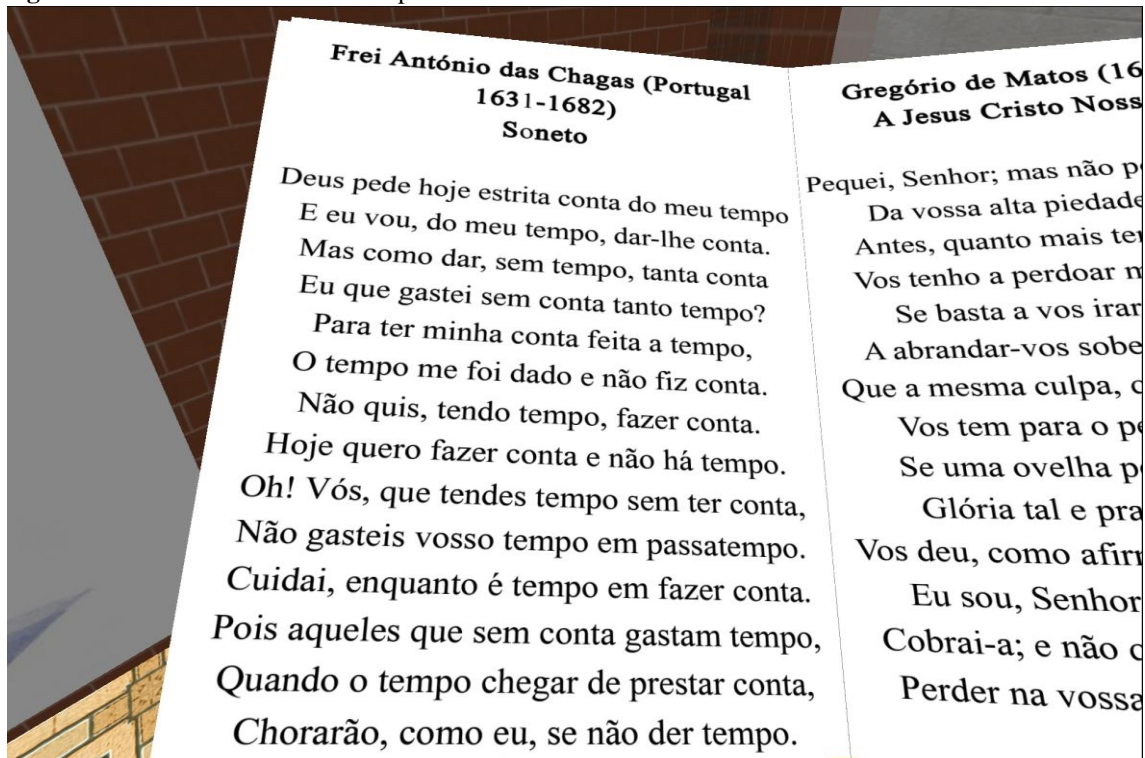 Frei António das Chagas (Portugal
1631-1682)
Soneto
Deus pede hoje estrita conta do meu tempo
E eu vou, do meu tempo, dar-lhe conta.
Mas como dar, sem tempo, tanta conta
Eu que gastei sem conta tanto tempo?
Para ter minha conta feita a tempo,
O tempo me foi dado e não fiz conta.
Não quis, tendo tempo, fazer conta.
Hoje quero fazer conta e não há tempo.
Oh! Vós, que tendes tempo sem ter conta,
Não gasteis vosso tempo em passatempo.
Cuidai, enquanto é tempo em fazer conta.
Pois aqueles que sem conta gastam tempo,
Quando o tempo chegar de prestar conta,
Chorarão, como eu, se não der tempo.
Gregório de Matos (16
A Jesus Cristo Noss
Pequei, Senhor; mas não
Da vossa alta piedade
Antes, quanto mais
Vos tenho a perdoar
Se basta a vos irar
A abrandar-vos sobe
Que a mesma culpa,
Vos tem para o
Se uma ovelha
Glória tal e pra
Vos deu, como
Eu sou, Senhor
Cobrai-a; e não
Perder na vossa